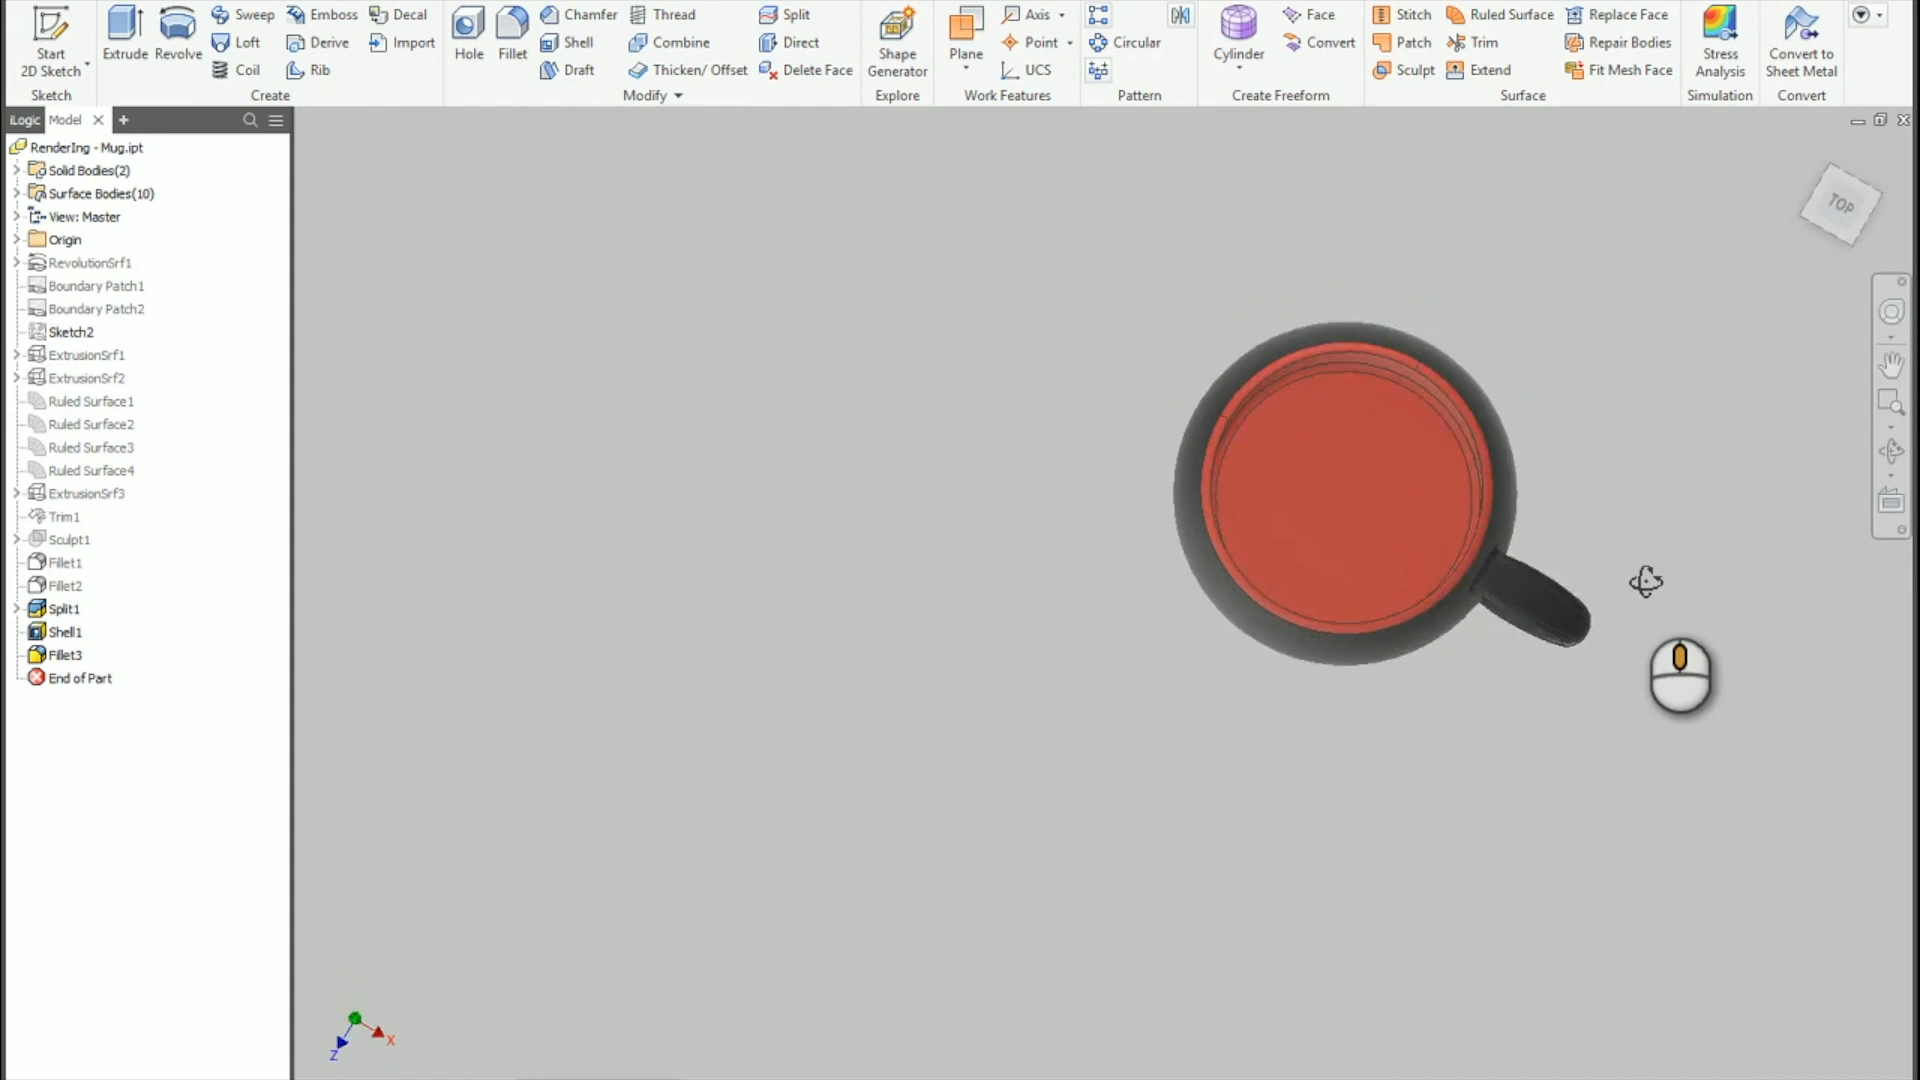 Start
2D Sketch
Sketch
Extrude
Revolve
Sweep
Loft
Coil
Emboss
Derive
Rib
Decal
Import
Create
Hole
Fillet
Chamfer
Shell
Draft
Thread
Combine
Thicken/ Offset
Split
Direct
Delete Face
Modify
Shape
Generator
Explore
Plane
Axis
Point
UCS
Work Features
Circular
Pattern
Cylinder
Face
Convert
Create Freeform
Stitch
Patch
Sculpt
Ruled Surface
Trim
Extend
Replace Face
Repair Bodies
Fit Mesh Face
Surface
Stress
Analysis
Simulation
Convert to
Sheet Metal
Convert
iLogic
Model
RenderIng - Mug.ipt
Solid Bodies(2)
Surface Bodies(10)
View: Master
Origin
RevolutionSrf1
Boundary Patch1
Boundary Patch2
Sketch2
ExtrusionSrf1
ExtrusionSrf2
Ruled Surface1
Ruled Surface2
Ruled Surface3
Ruled Surface4
ExtrusionSrf3
Trim1
Sculpt1
Fillet1
Fillet2
Split1
Shell1
Fillet3
End of Part
TOP
X
Z